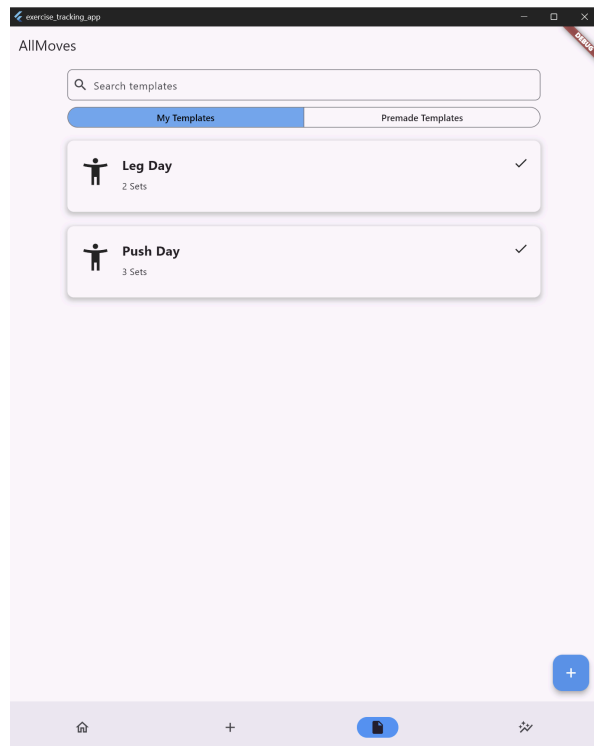 exercise_tracking_app
DEBUG
AllMoves
Search templates
My Templates
Premade Templates
Leg Day
2 Sets
Push Day
3 Sets